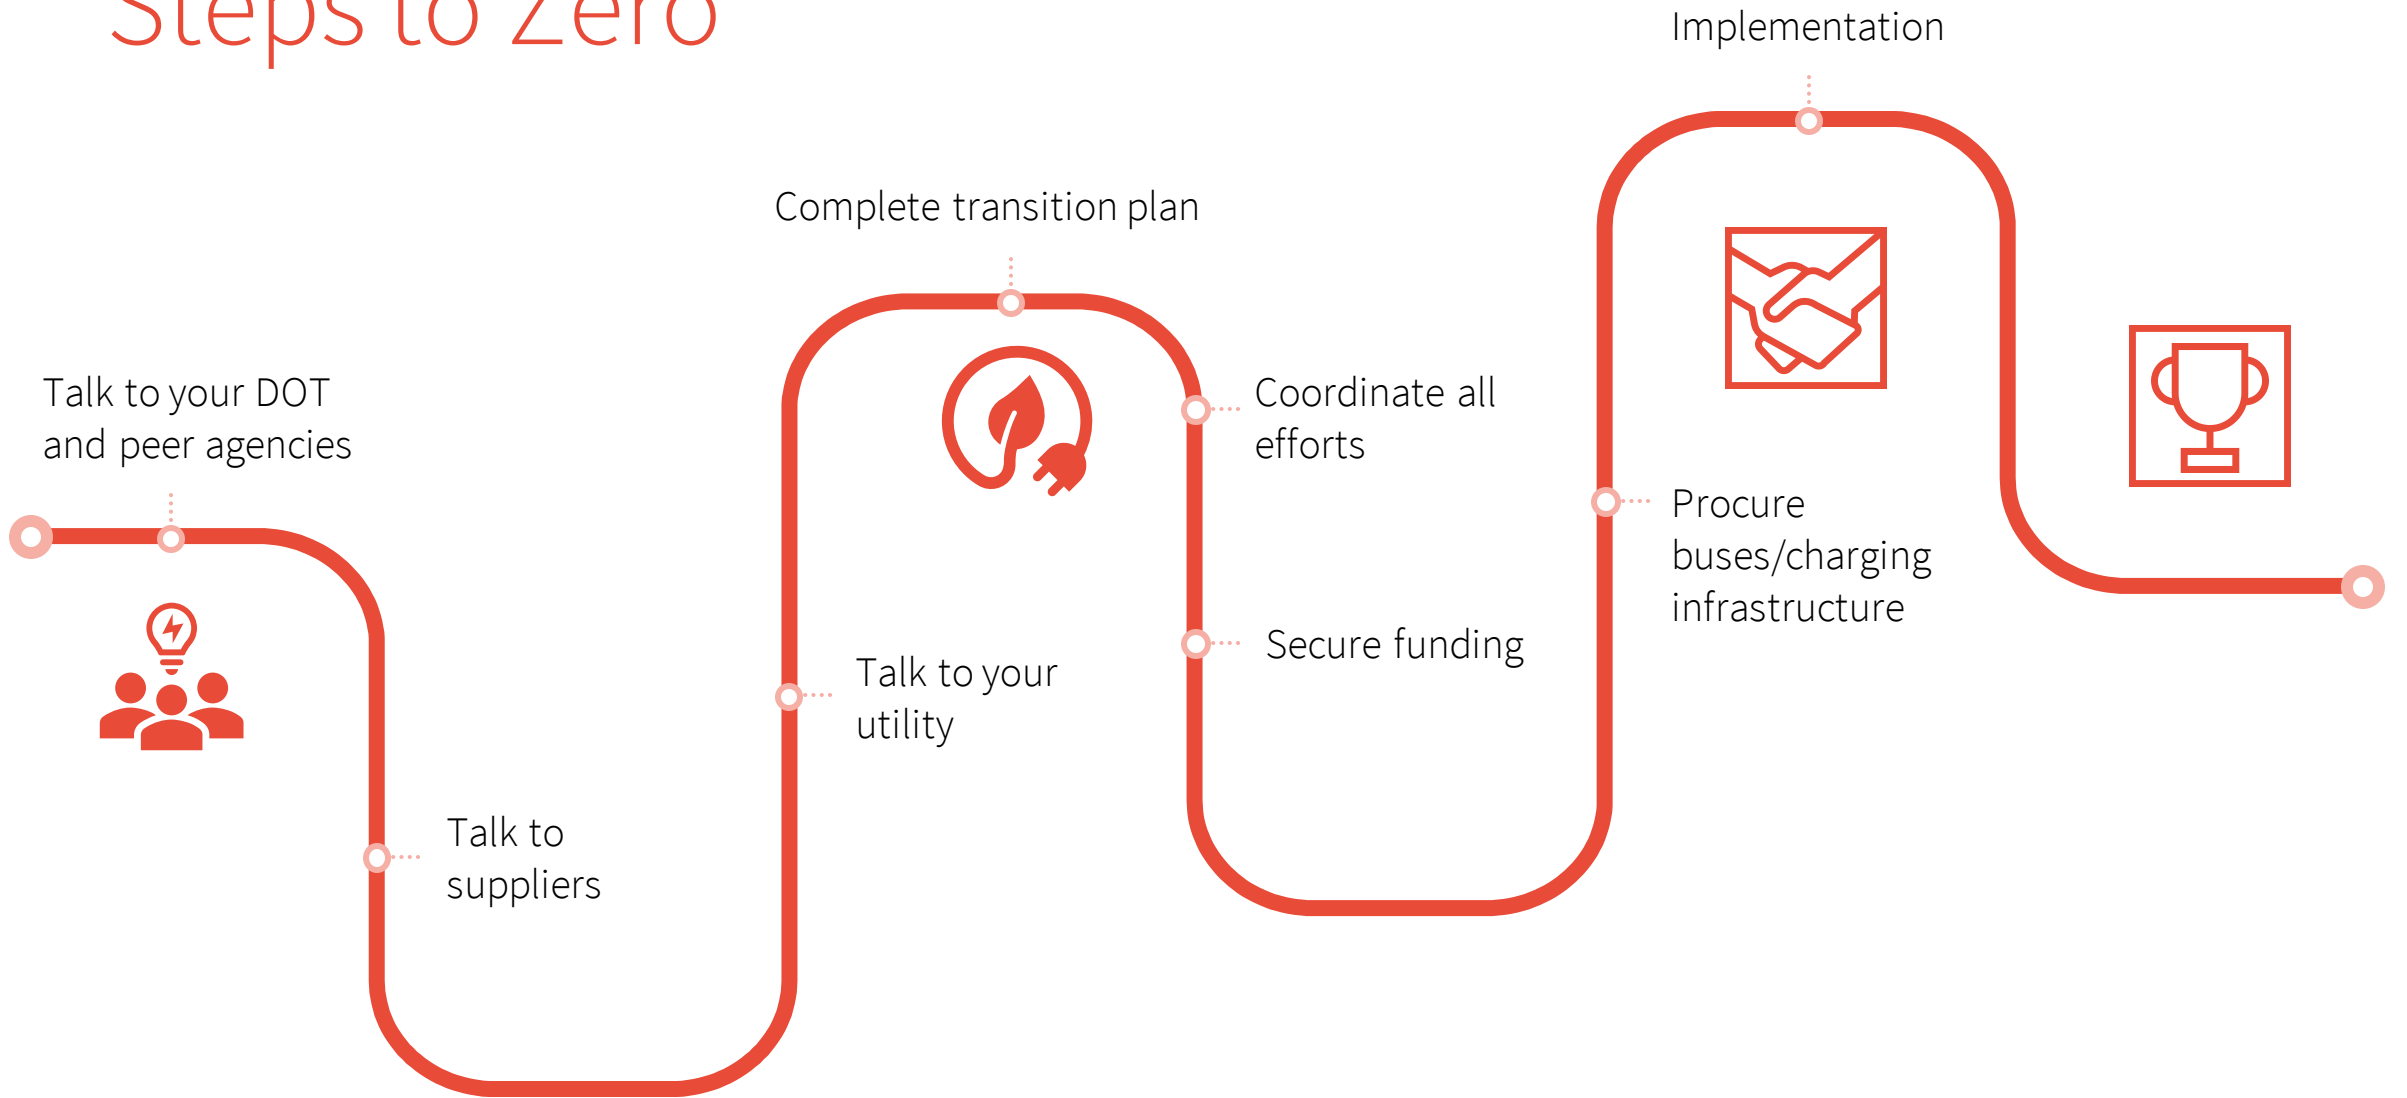 Steps to Zero
Talk to your DOT
and peer agencies
Talk to
suppliers
Talk to your
utility
Complete transition plan
Coordinate all
efforts
Secure funding
Procure
buses/charging
infrastructure
Implementation